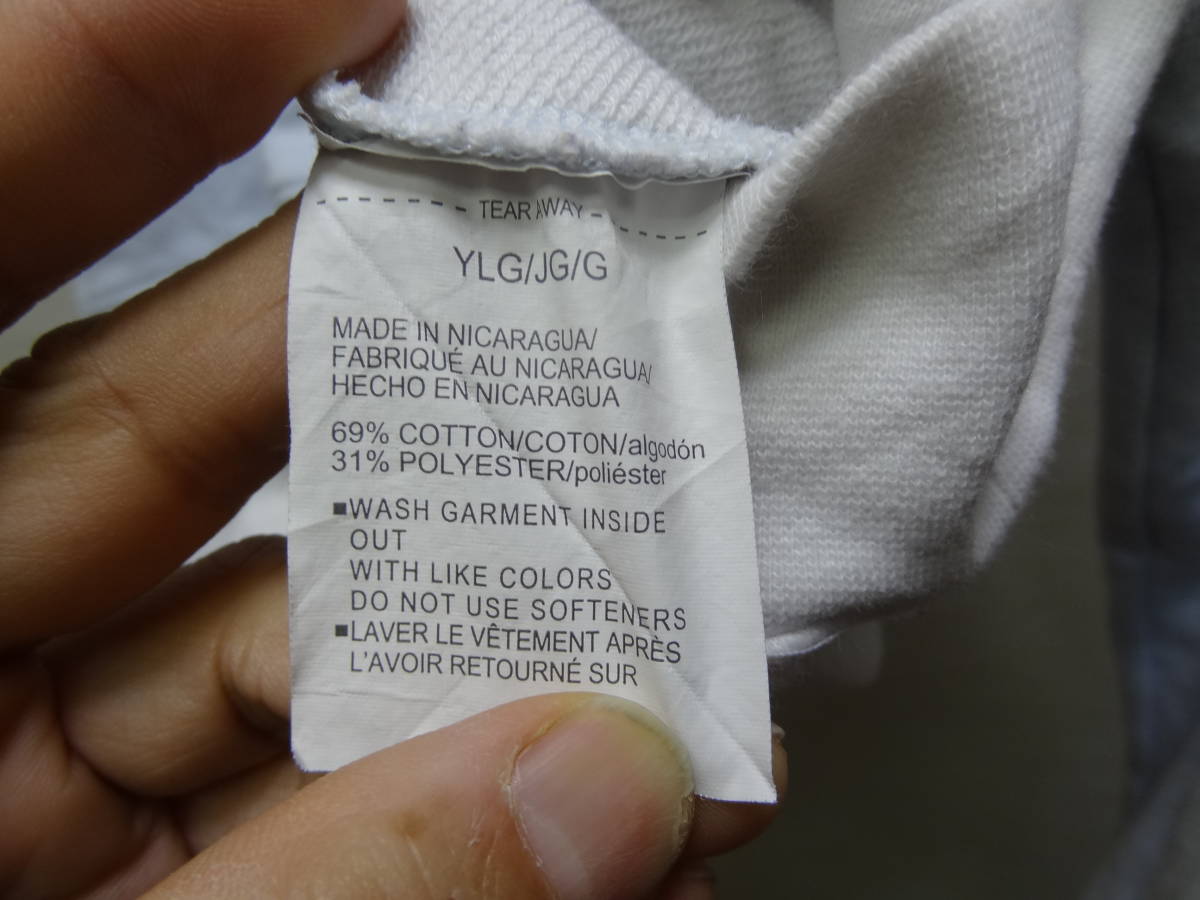 TEAR AWAY
YLG/JG/G
MADE IN NICARAGUA/
FABRIQUÉ AU NICARAGUA/
HECHO EN NICARAGUA
69% COTTON/COTON/algodón
31% POLYESTER/poliéster
▪WASH GARMENT INSIDE
OUT
WITH LIKE COLORS
DO NOT USE SOFTENERS
▪LAVER LE VÊTEMENT APRÈS
L'AVOIR RETOURNÉ SUR